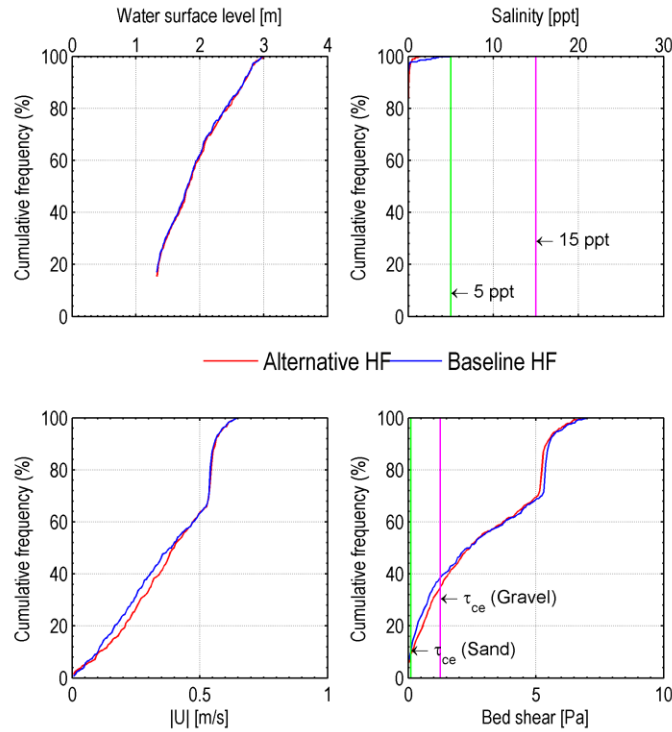 Water surface level [m]
0 1 2 3 4
Cumulative frequency (%)
100
80
60
40
20
0
Salinity [ppt]
0 10 20 30
Cumulative frequency (%)
100
80
60
40
20
0
← 15 ppt
← 5 ppt
Alternative HF
Baseline HF
Cumulative frequency (%)
100
80
60
40
20
0
0 0.5 1
|U| [m/s]
Cumulative frequency (%)
100
80
60
40
20
0
← τce (Gravel)
← τce (Sand)
0 5 10
Bed shear [Pa]